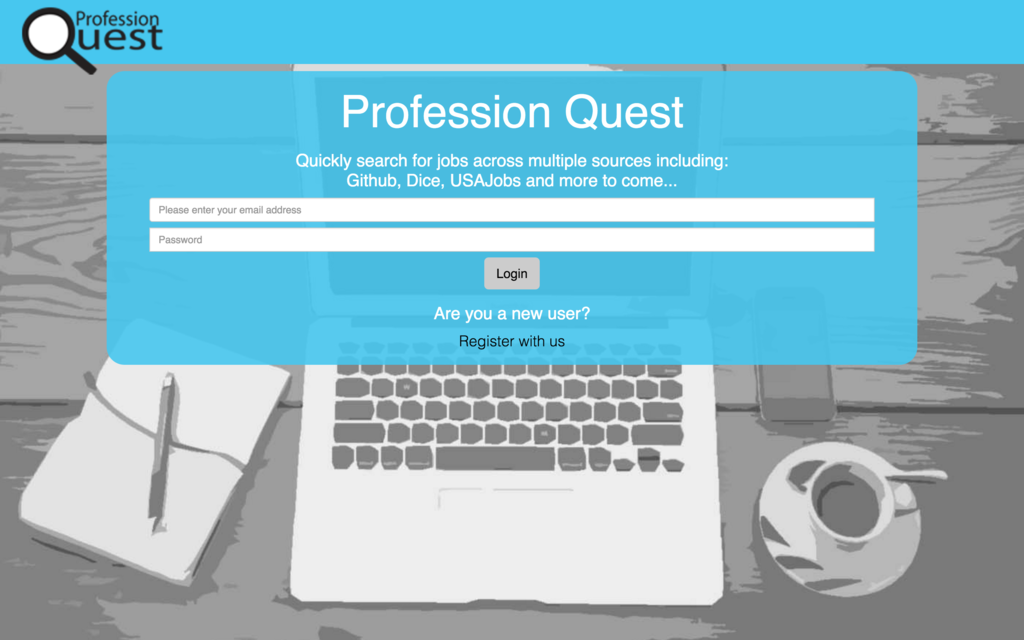 Profession
Quest
Profession Quest
Quickly search for jobs across multiple sources including:
Github, Dice, USAJobs and more to come...
Please enter your email address
Password
Login
Are you a new user?
Register with us